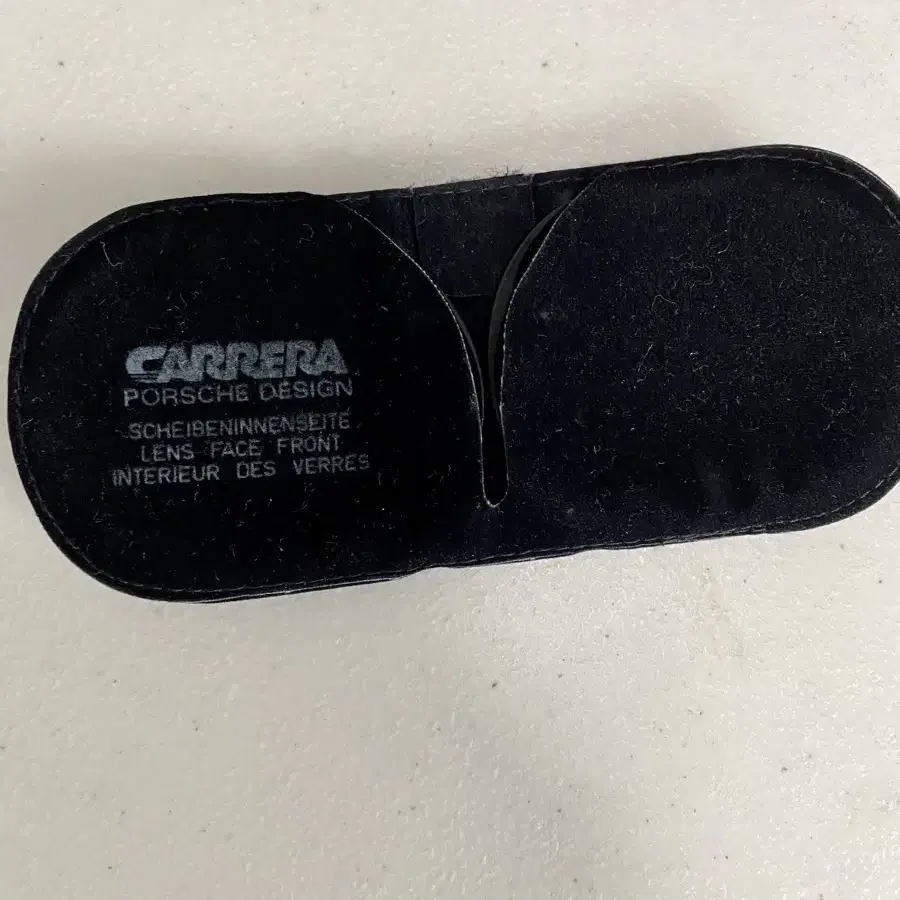 CARRERA
PORSCHE DESIGN
SCHEIBENINNENSEITE
LENS FACE FRONT
INTERIEUR DES VERRES